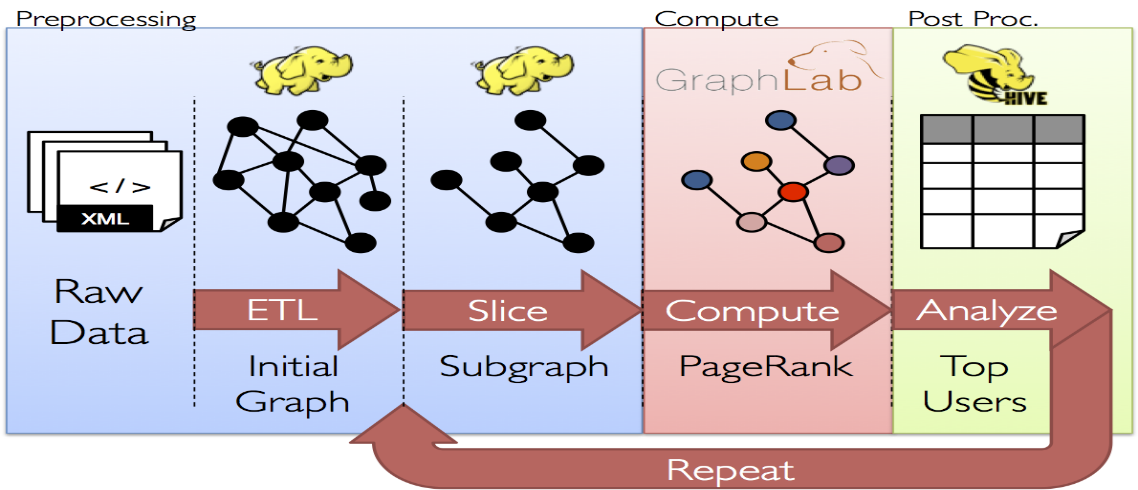 Preprocessing
Compute
Post Proc.
GraphLab
HIVE
</>
XML
Raw
Data
ETL
Slice
Compute
Analyze
Initial
Graph
Subgraph
PageRank
Top
Users
Repeat